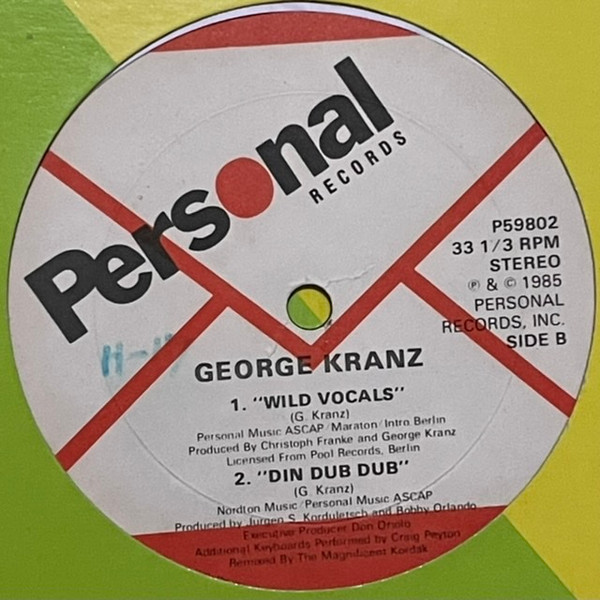 Personal
RECORDS
P59802
33 1/3 RPM
STEREO
℗ & © 1985
PERSONAL
RECORDS, INC.
SIDE B
GEORGE KRANZ
1. "WILD VOCALS"
(G. Kranz)
Personal Music ASCAP/Maraton/Intro Berlin
Produced by Christoph Franke and George Kranz
Licensed From Pool Records, Berlin
2. "DIN DUB DUB"
(G. Kranz)
Nordton Music/Personal Music ASCAP
Produced by Jurgen S. Korduletsch and Bobby Orlando
Executive Producer Don Oriolo
Additional Keyboards Performed by Craig Peyton
Remixed By The Magnificent Kordak